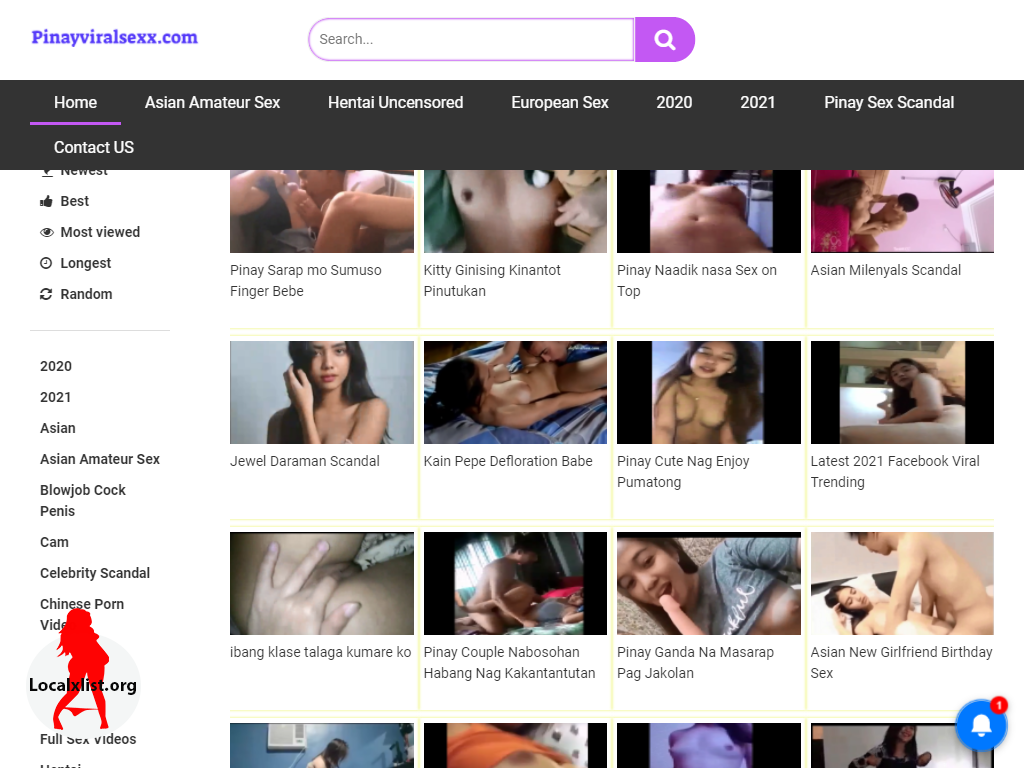 Pinayviralsexx.com
Search...
Home
Asian Amateur Sex
Hentai Uncensored
European Sex
2020
2021
Pinay Sex Scandal
Contact US
Newest
Best
Most viewed
Longest
Random
2020
2021
Asian
Asian Amateur Sex
Blowjob Cock
Penis
Cam
Celebrity Scandal
Chinese Porn
Localxlist.org
Full Sex Videos
Hentai
Pinay Sarap mo Sumuso
Finger Bebe
Kitty Ginising Kinantot
Pinutukan
Pinay Naadik nasa Sex on
Top
Asian Milenyals Scandal
Jewel Daraman Scandal
Kain Pepe Defloration Babe
Pinay Cute Nag Enjoy
Pumatong
Latest 2021 Facebook Viral
Trending
ibang klase talaga kumare ko
Pinay Couple Nabosohan
Habang Nag Kakantantutan
Pinay Ganda Na Masarap
Pag Jakolan
Asian New Girlfriend Birthday
Sex
1